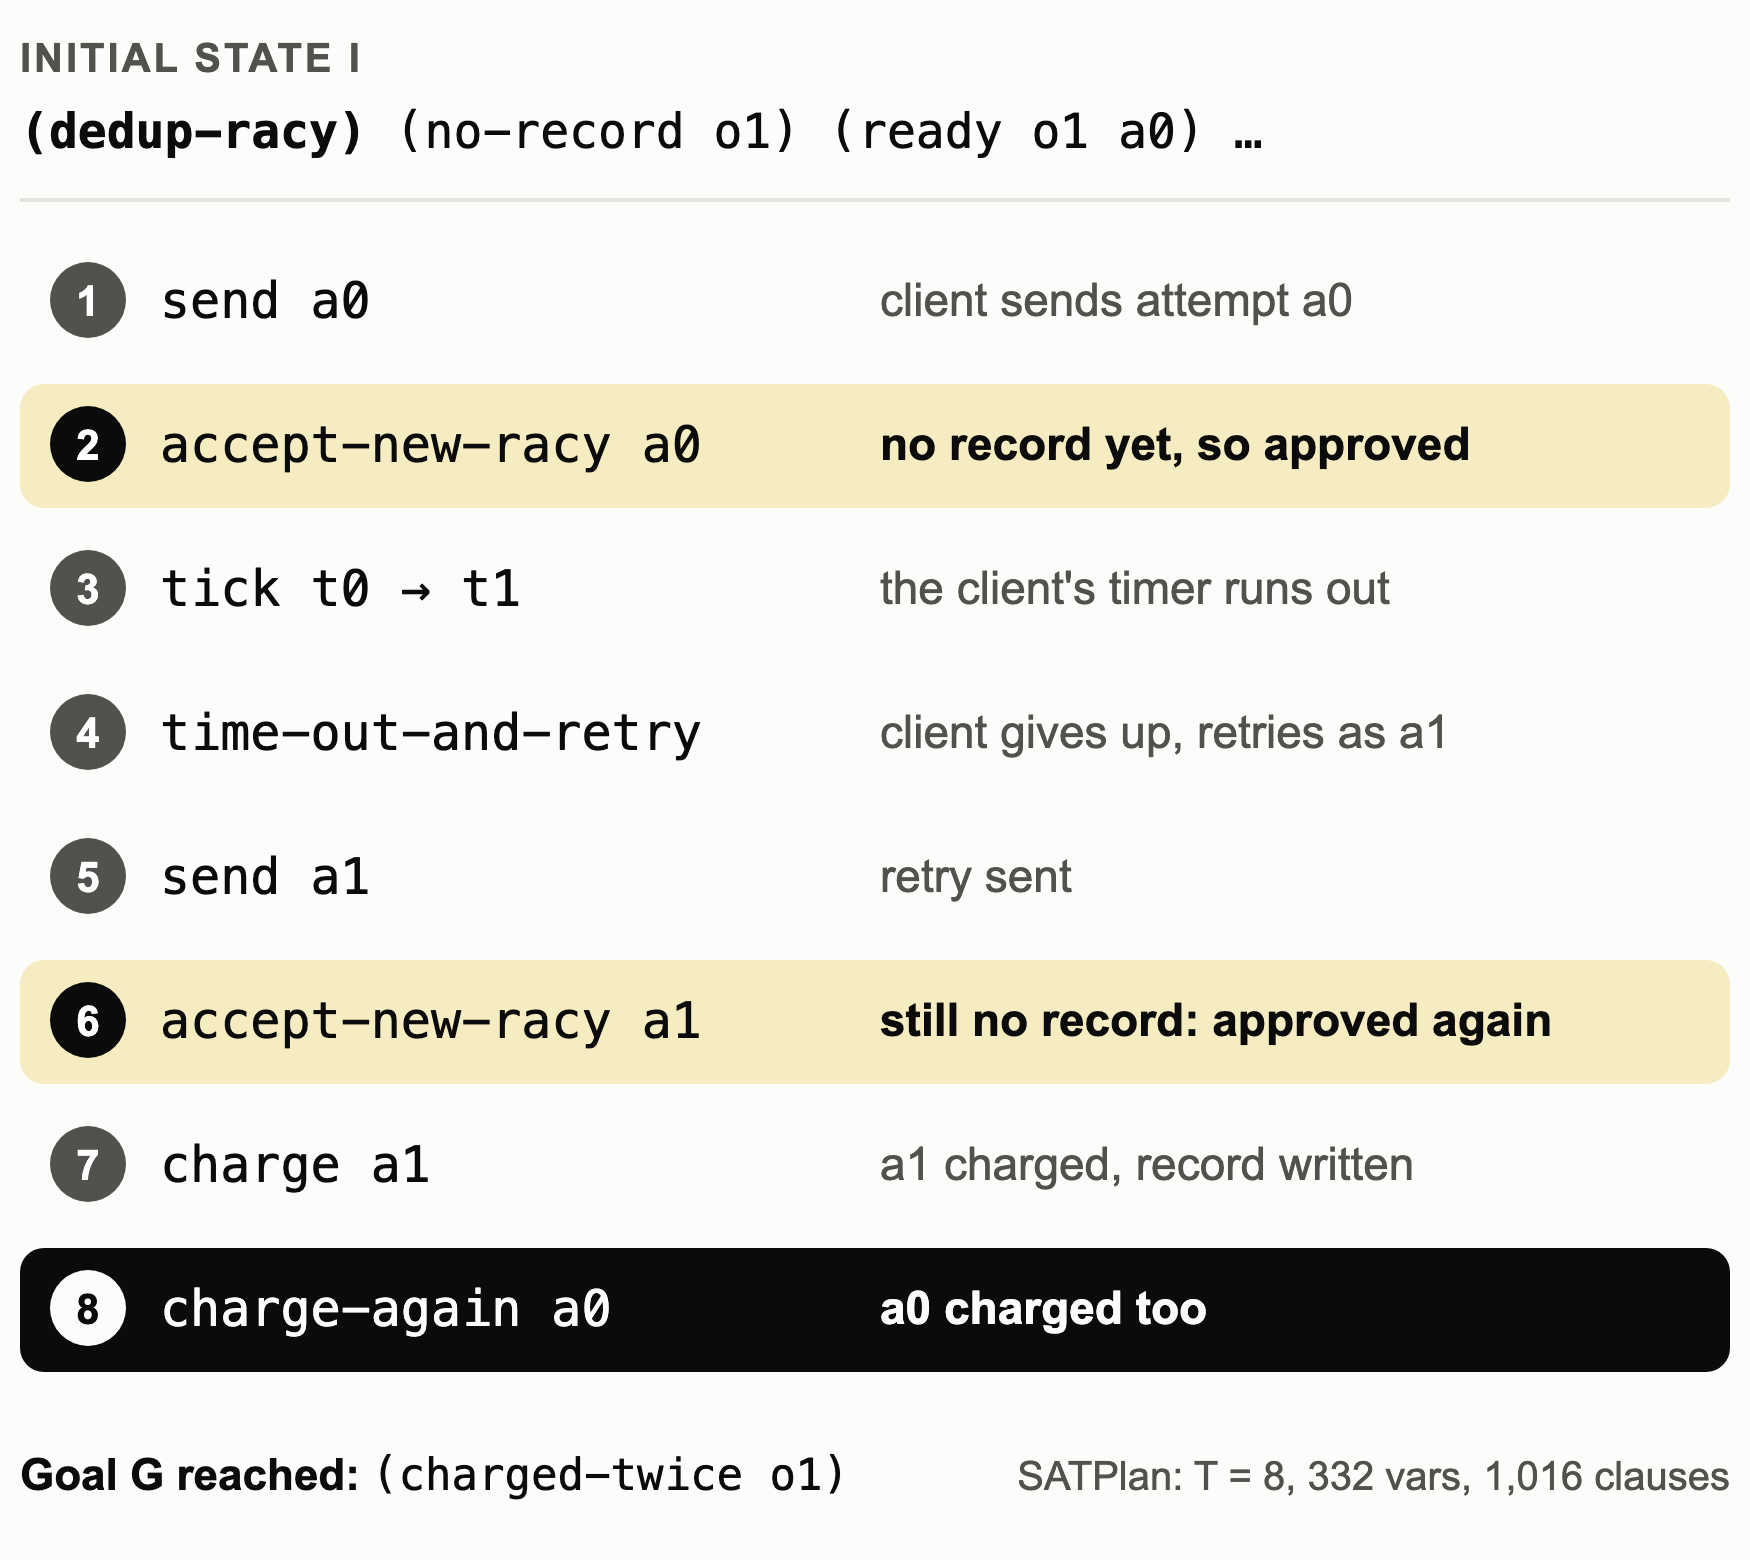 INITIAL STATE I
(dedup-racy) (no-record o1) (ready o1 a0) …
1 send a0 client sends attempt a0
2 accept-new-racy a0 no record yet, so approved
3 tick t0 → t1 the client's timer runs out
4 time-out-and-retry client gives up, retries as a1
5 send a1 retry sent
6 accept-new-racy a1 still no record: approved again
7 charge a1 a1 charged, record written
8 charge-again a0 a0 charged too
Goal G reached: (charged-twice o1) SATPlan: T = 8, 332 vars, 1,016 clauses